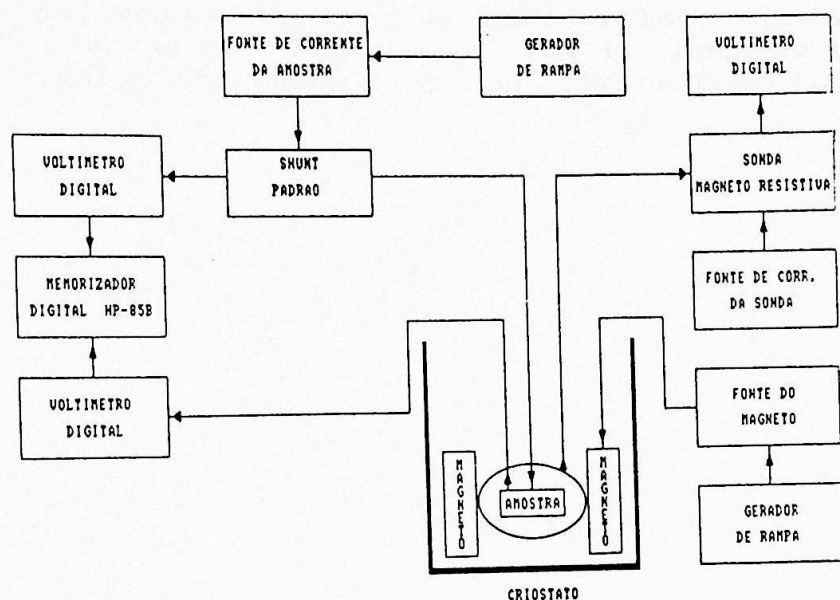 FONTE DE CORRENTE
DA AMOSTRA
GERADOR
DE RAMPA
VOLTIMETRO
DIGITAL
VOLTIMETRO
DIGITAL
SHUNT
PADRAO
SONDA
MAGNETO RESISTIVA
MEMORIZADOR
DIGITAL HP-85B
FONTE DE CORR.
DA SONDA
VOLTIMETRO
DIGITAL
FONTE DO
MAGNETO
MAGNETO
AMOSTRA
MAGNETO
GERADOR
DE RAMPA
CRIOSTATO